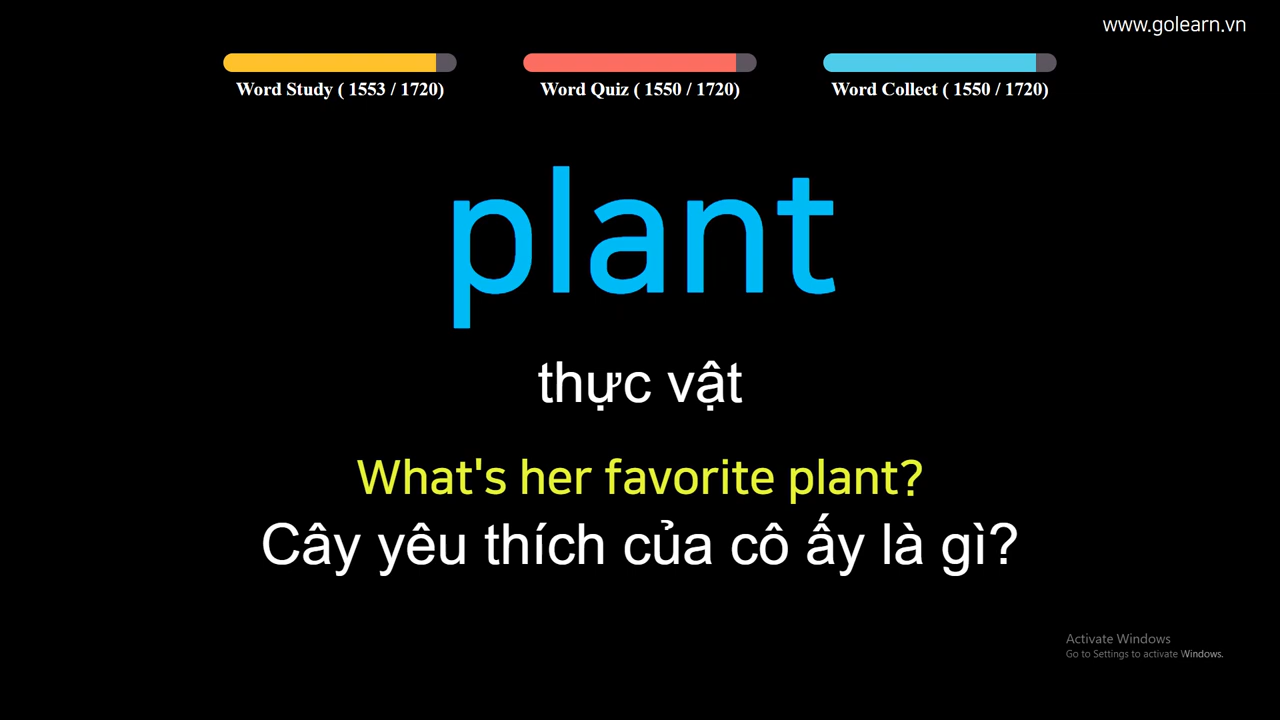 www.golearn.vn
Word Study ( 1553 / 1720)
Word Quiz ( 1550 / 1720)
Word Collect ( 1550 / 1720)
plant
thực vật
What's her favorite plant?
Cây yêu thích của cô ấy là gì?
Activate Windows
Go to Settings to activate Windows.